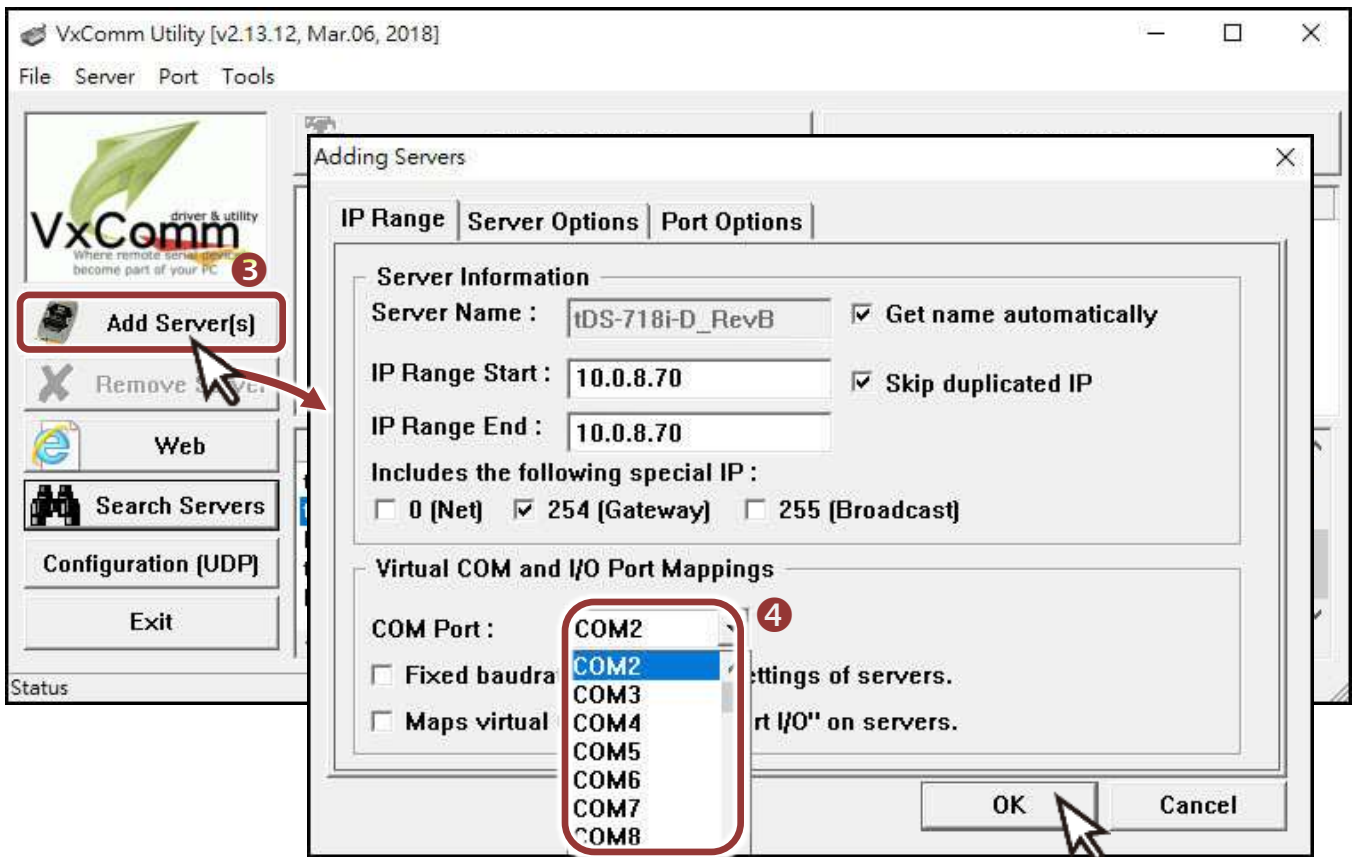 VxComm Utility [v2.13.12, Mar.06, 2018]
File Server Port Tools
driver & utility
VxComm
Where remote serial devices
become part of your PC
3
Add Server(s)
Remove Server
Web
Search Servers
Configuration (UDP)
Exit
Status
Adding Servers
IP Range Server Options Port Options
Server Information
Server Name : tDS-718i-D_RevB Get name automatically
IP Range Start : 10.0.8.70 Skip duplicated IP
IP Range End : 10.0.8.70
Includes the following special IP :
0 (Net) 254 (Gateway) 255 (Broadcast)
Virtual COM and I/O Port Mappings
COM Port : COM2 4
Fixed baudra ettings of servers.
Maps virtual rt I/O" on servers.
COM2
COM3
COM4
COM5
COM6
COM7
COM8
OK Cancel